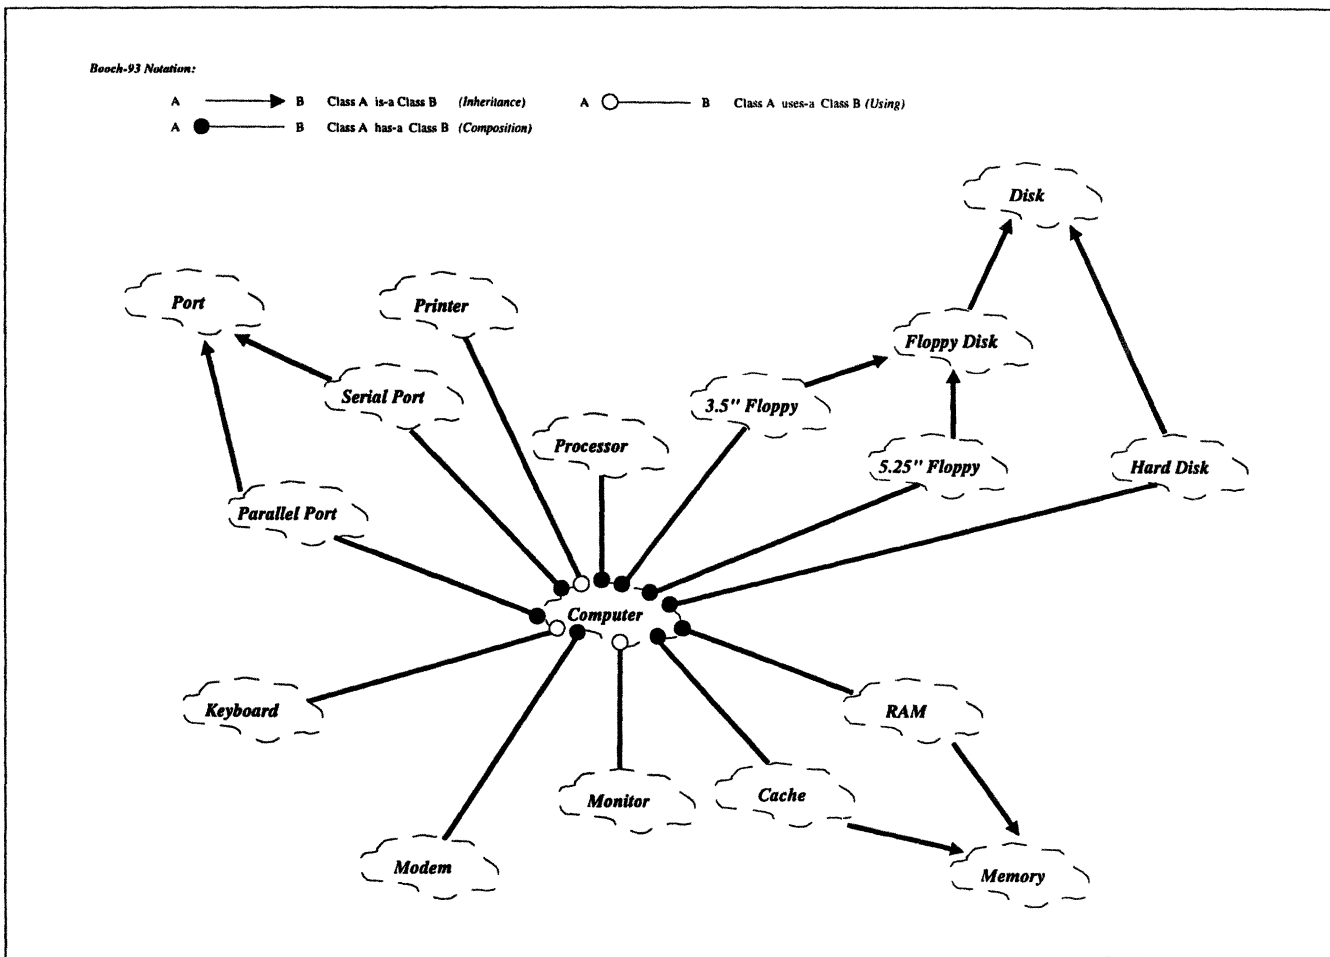 Booch-93 Notation:
A B Class A is-a Class B (Inheritance) A B Class A uses-a Class B (Using)
A B Class A has-a Class B (Composition)
Disk
Port
Printer
Floppy Disk
Serial Port
3.5" Floppy
Processor
5.25" Floppy
Hard Disk
Parallel Port
Computer
Keyboard
RAM
Monitor
Cache
Modem
Memory